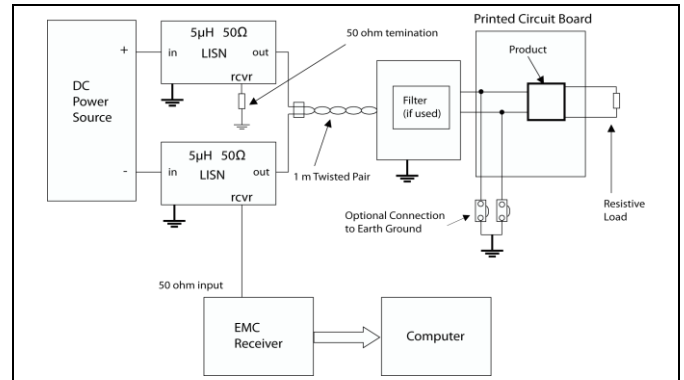 Printed Circuit Board
5µH 50Ω
LISN
in
out
rcvr
50 ohm temination
Product
DC
Power
Source
+
-
Filter
(if used)
5µH 50Ω
LISN
in
out
rcvr
1 m Twisted Pair
Optional Connection
to Earth Ground
Resistive
Load
50 ohm input
EMC
Receiver
Computer